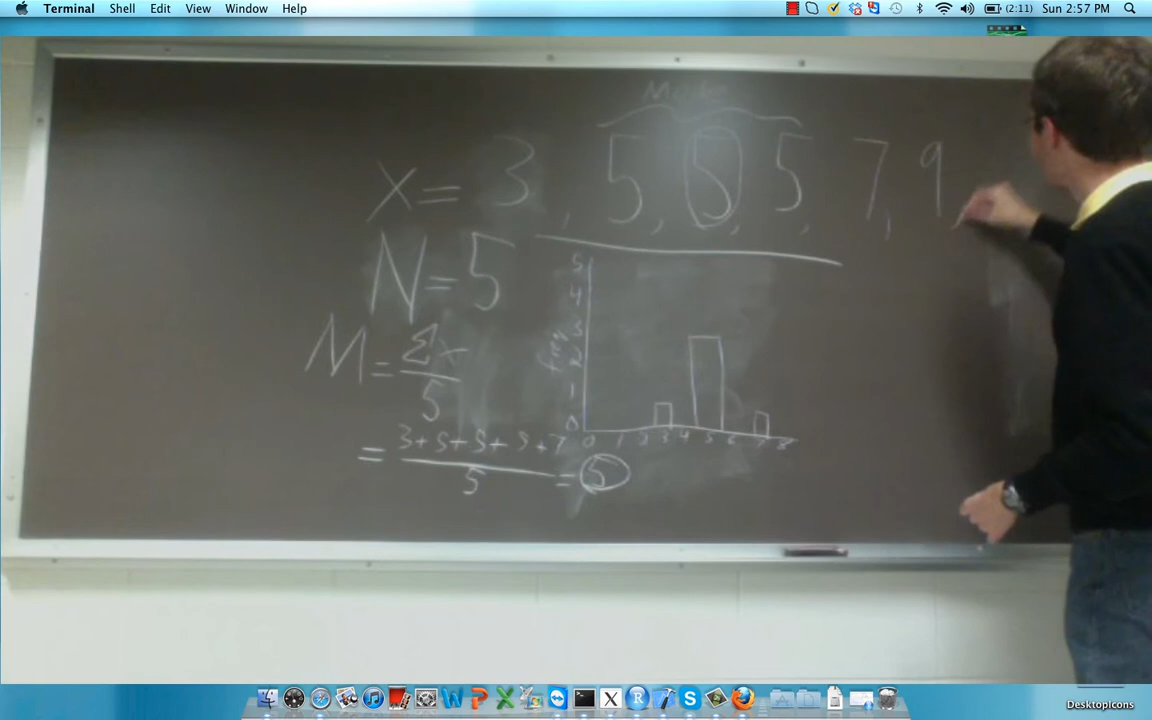 Terminal Shell Edit View Window Help (2:11) Sun 2:57 PM
X = 3, 5, 5, 5, 7, 9
N = 5
M = Σx
5
= 3+5+5+5+7
5
= 5
freq
5
4
3
2
1
0
0 1 2 3 4 5 6 7 8
DesktopIcons